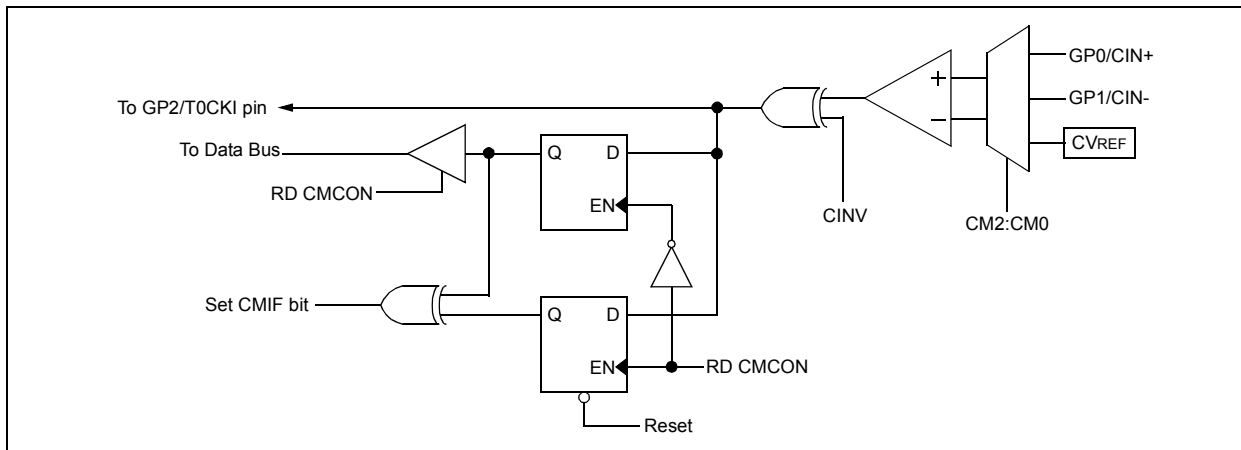 GP0/CIN+
To GP2/T0CKI pin
GP1/CIN-
To Data Bus
Q D
CVREF
RD CMCON
EN
CINV
CM2:CM0
Set CMIF bit
Q D
EN
RD CMCON
Reset